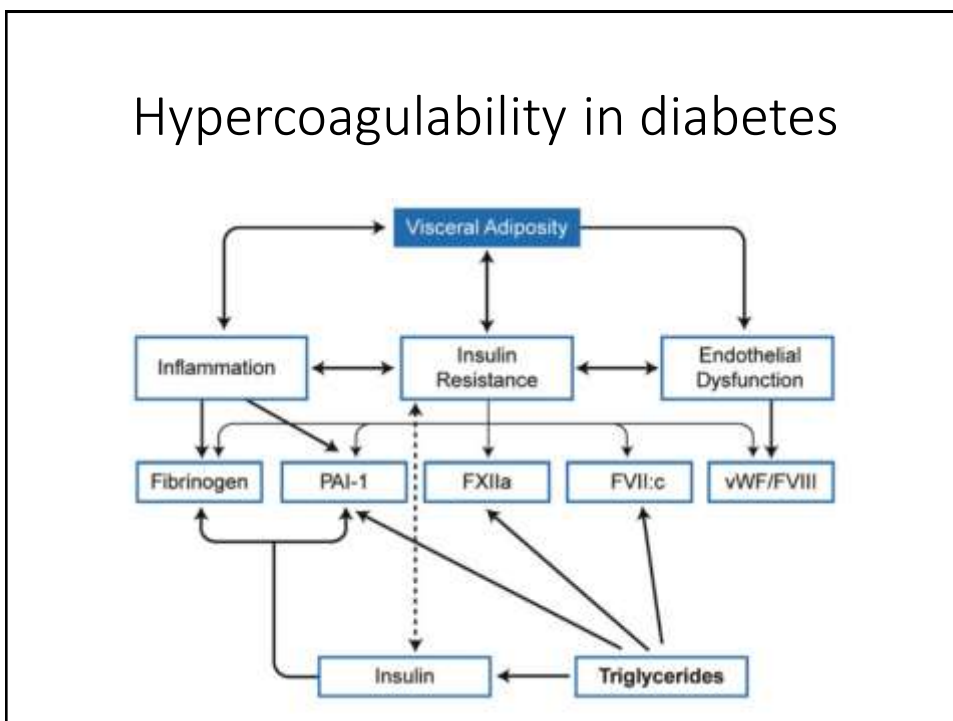 Hypercoagulability in diabetes
Visceral Adiposity
Inflammation
Insulin
Resistance
Endothelial
Dysfunction
Fibrinogen
PAI-1
FXIIa
FVII:c
vWF/FVIII
Insulin
Triglycerides